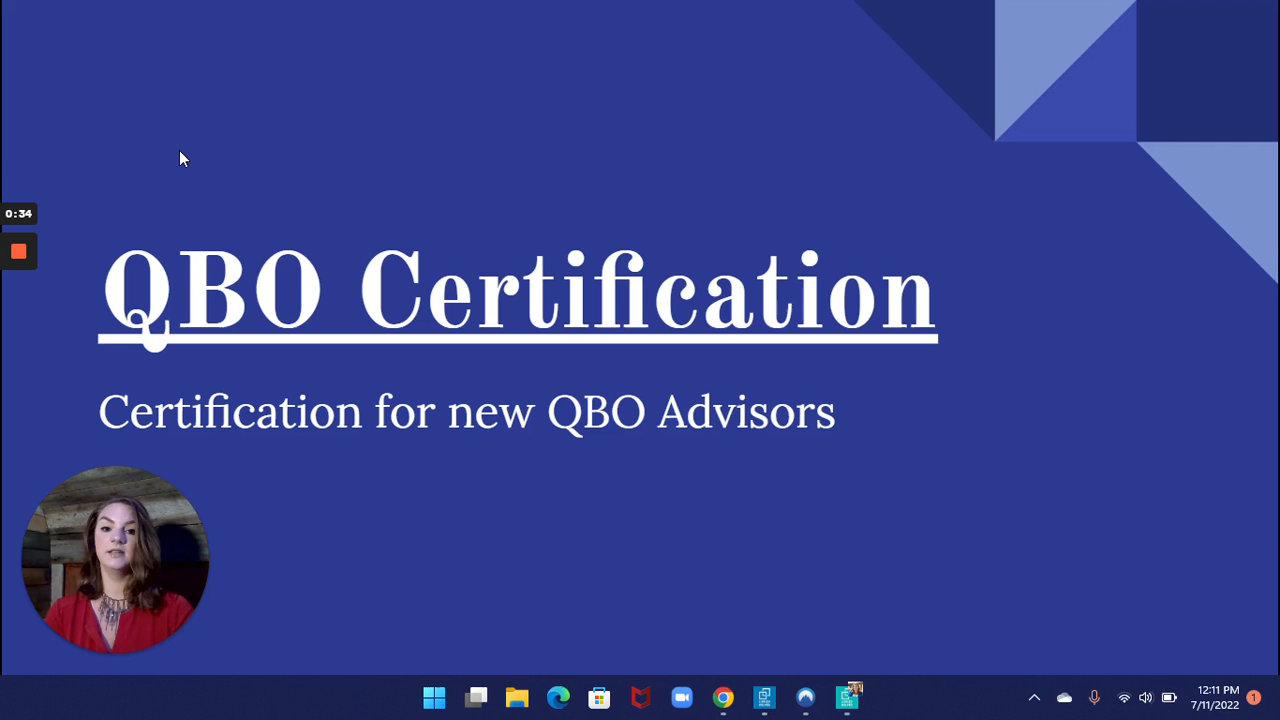 0:34
QBO Certification
Certification for new QBO Advisors
12:11 PM
7/11/2022
1